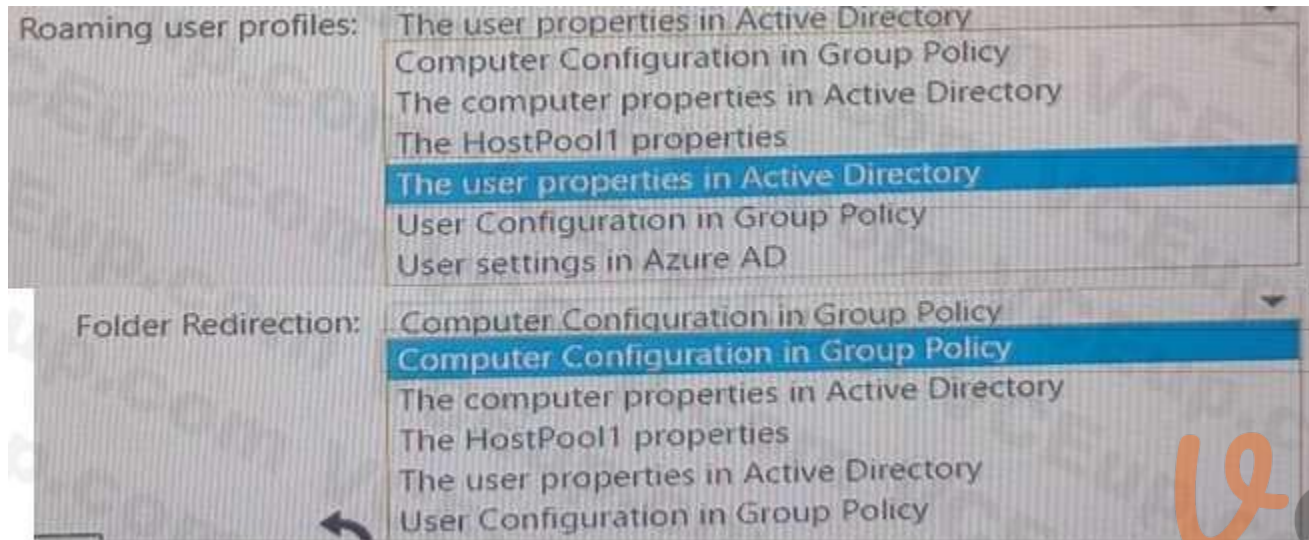 Roaming user profiles: The user properties in Active Directory
Computer Configuration in Group Policy
The computer properties in Active Directory
The HostPool1 properties
The user properties in Active Directory
User Configuration in Group Policy
User settings in Azure AD
Folder Redirection: Computer Configuration in Group Policy
Computer Configuration in Group Policy
The computer properties in Active Directory
The HostPool1 properties
The user properties in Active Directory
User Configuration in Group Policy